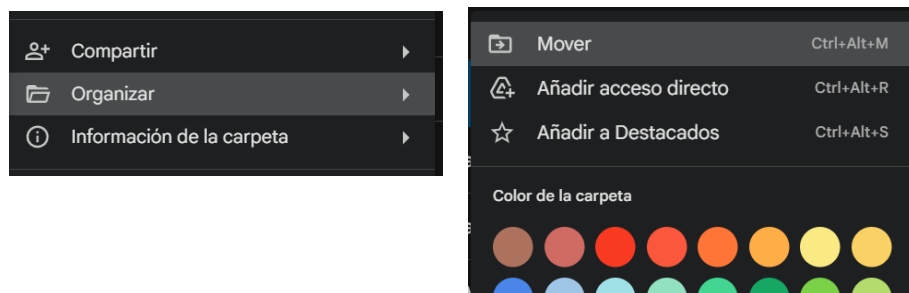 Compartir
Organizar
Información de la carpeta
Mover Ctrl+Alt+M
Añadir acceso directo Ctrl+Alt+R
Añadir a Destacados Ctrl+Alt+S
Color de la carpeta